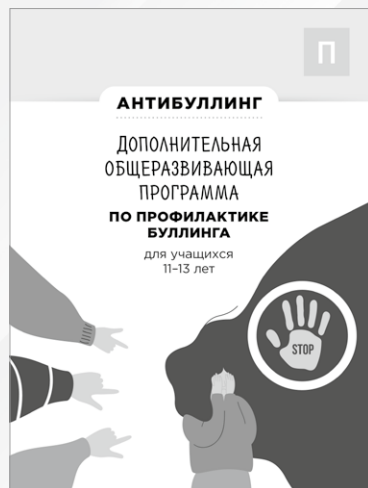 П
АНТИБУЛЛИНГ
ДОПОЛНИТЕЛЬНАЯ
ОБЩЕРАЗВИВАЮЩАЯ
ПРОГРАММА
ПО ПРОФИЛАКТИКЕ
БУЛЛИНГА
для учащихся
11–13 лет
STOP